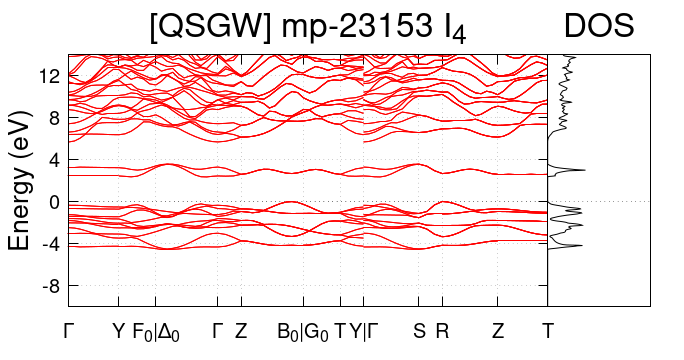 [QSGW] mp-23153 I₄ DOS
Energy (eV)
12
8
4
0
-4
-8
Γ Y F₀|Δ₀ Γ Z B₀|G₀ T Y|Γ S R Z T